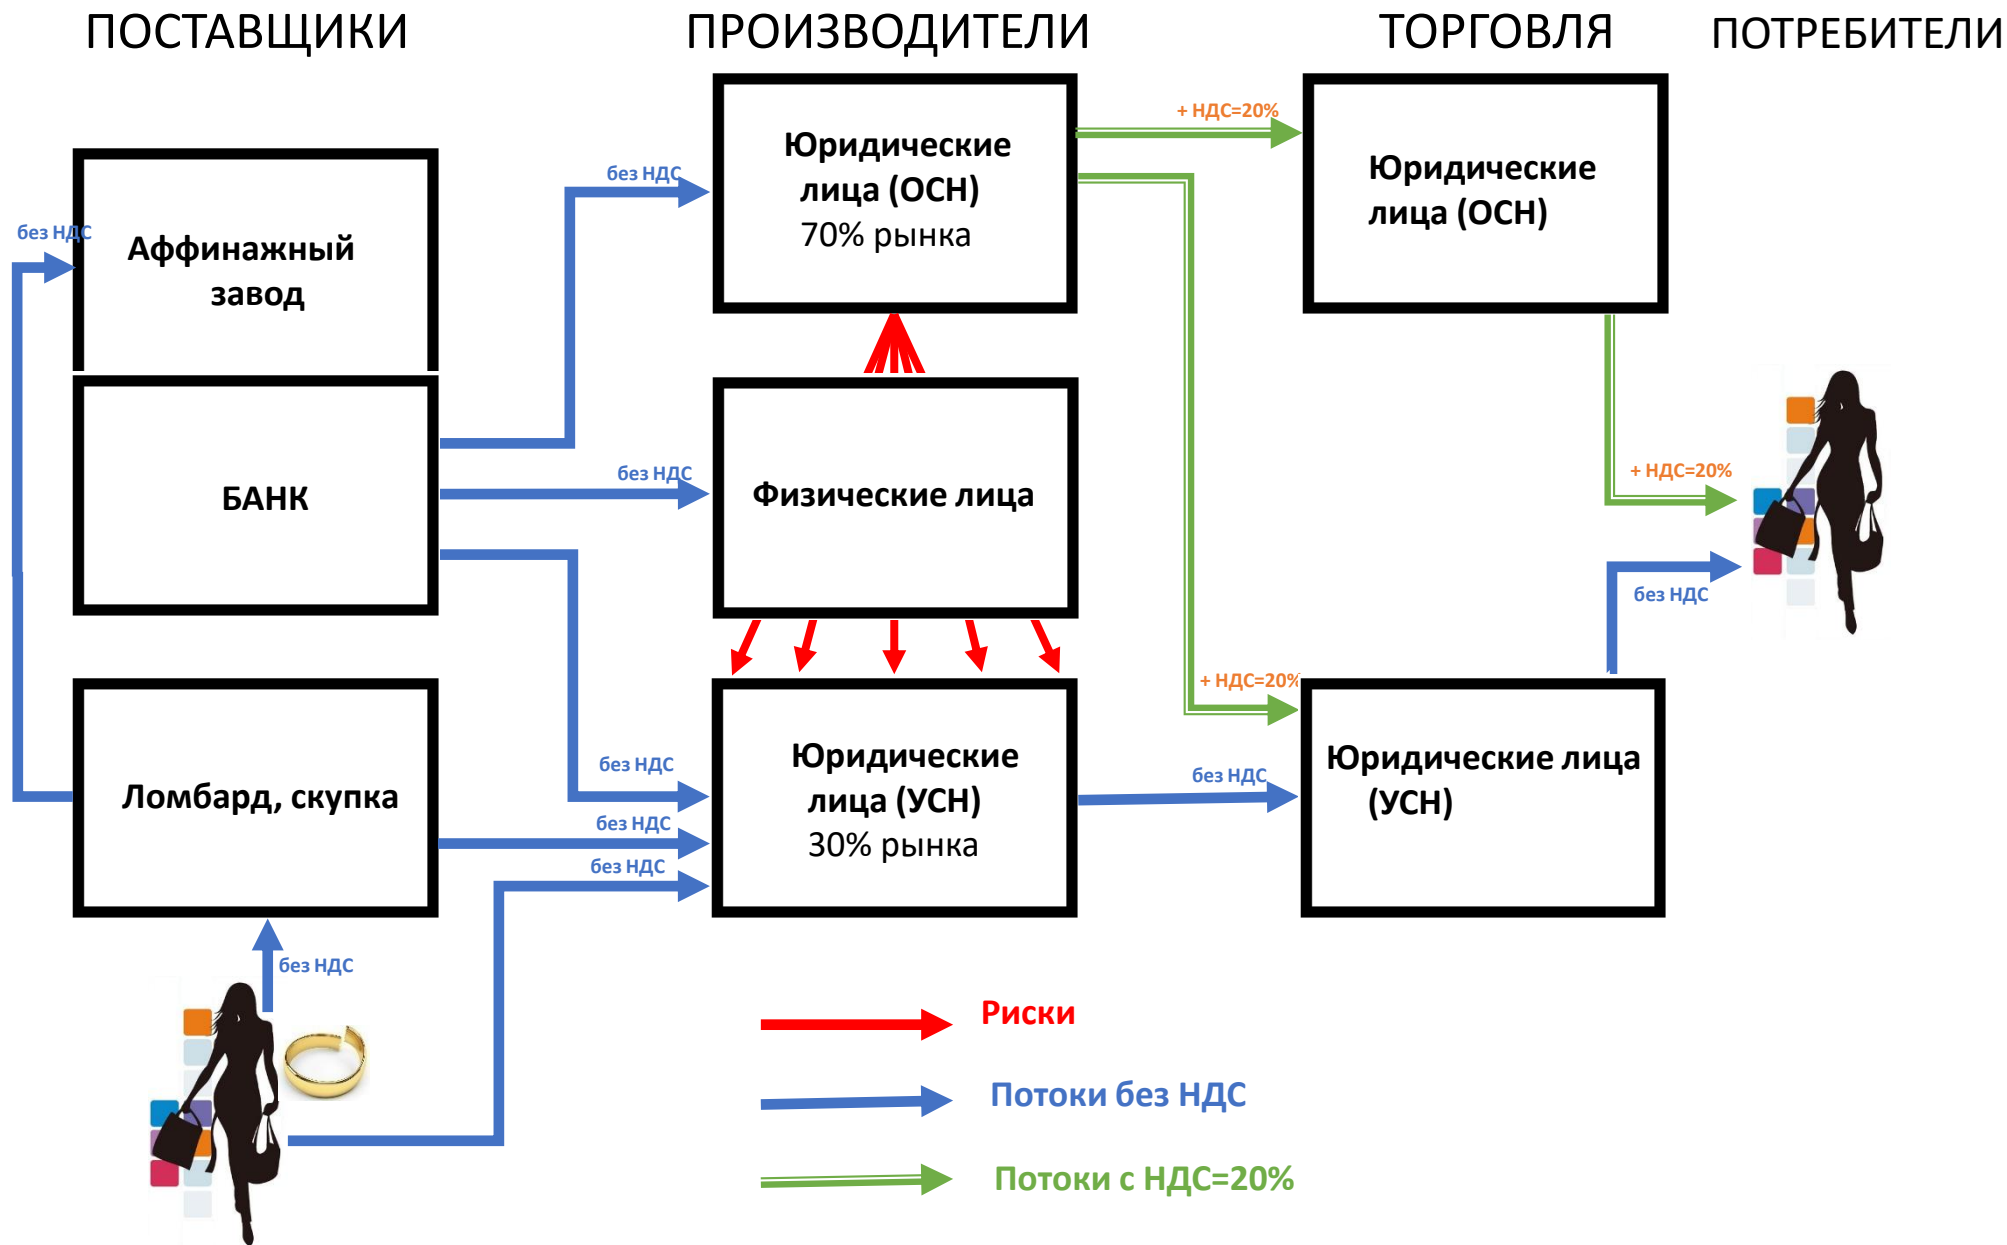 ПОСТАВЩИКИ
ПРОИЗВОДИТЕЛИ
ТОРГОВЛЯ
ПОТРЕБИТЕЛИ
без НДС
Аффинажный
завод
БАНК
Ломбард, скупка
без НДС
без НДС
без НДС
без НДС
без НДС
без НДС
Юридические
лица (ОСН)
70% рынка
Физические лица
Юридические
лица (УСН)
30% рынка
+ НДС=20%
+ НДС=20%
без НДС
Юридические
лица (ОСН)
Юридические лица
(УСН)
+ НДС=20%
без НДС
Риски
Потоки без НДС
Потоки с НДС=20%